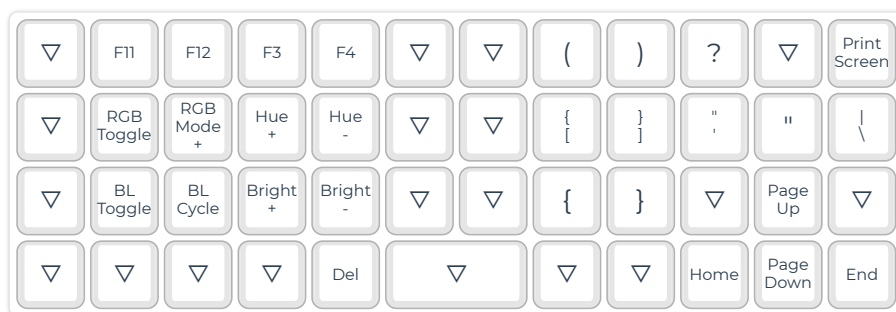 ▽ F11 F12 F3 F4 ▽ ▽ ( ) ? ▽ Print Screen
▽ RGB Toggle RGB Mode + Hue + Hue - ▽ ▽ { [ } ] " ' " | \
▽ BL Toggle BL Cycle Bright + Bright - ▽ ▽ { } ▽ Page Up ▽
▽ ▽ ▽ ▽ Del ▽ ▽ ▽ Home Page Down End